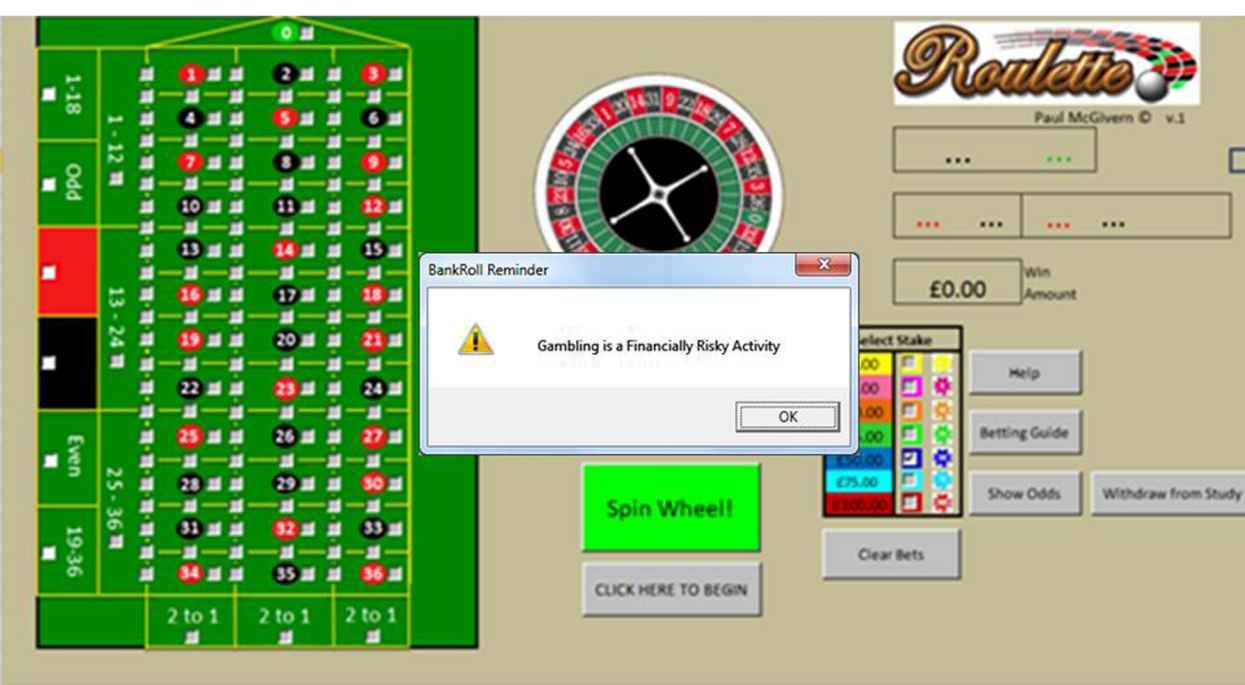 0
1 2 3
4 5 6
7 8 9
10 11 12
13 14 15
16 17 18
19 20 21
22 23 24
25 26 27
28 29 30
31 32 33
34 35 36
2 to 1 2 to 1 2 to 1
1-18
Odd
Even
19-36
1 - 12
13 - 24
25 - 36
Roulette
Paul McGivern © v.1
... ...
... ... ... ...
£0.00
Win
Amount
BankRoll Reminder
Gambling is a Financially Risky Activity
OK
Stake
£50.00
£75.00
£100.00
Help
Betting Guide
Show Odds
Withdraw from Study
Clear Bets
Spin Wheel!
CLICK HERE TO BEGIN